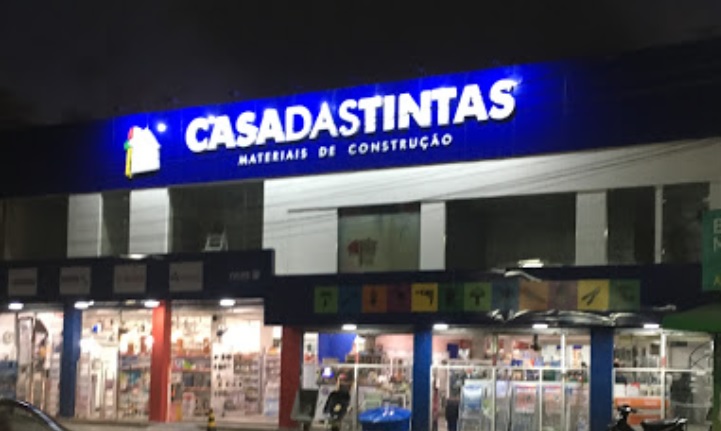 CASADASTINTAS
MATERIAIS DE CONSTRUÇÃO